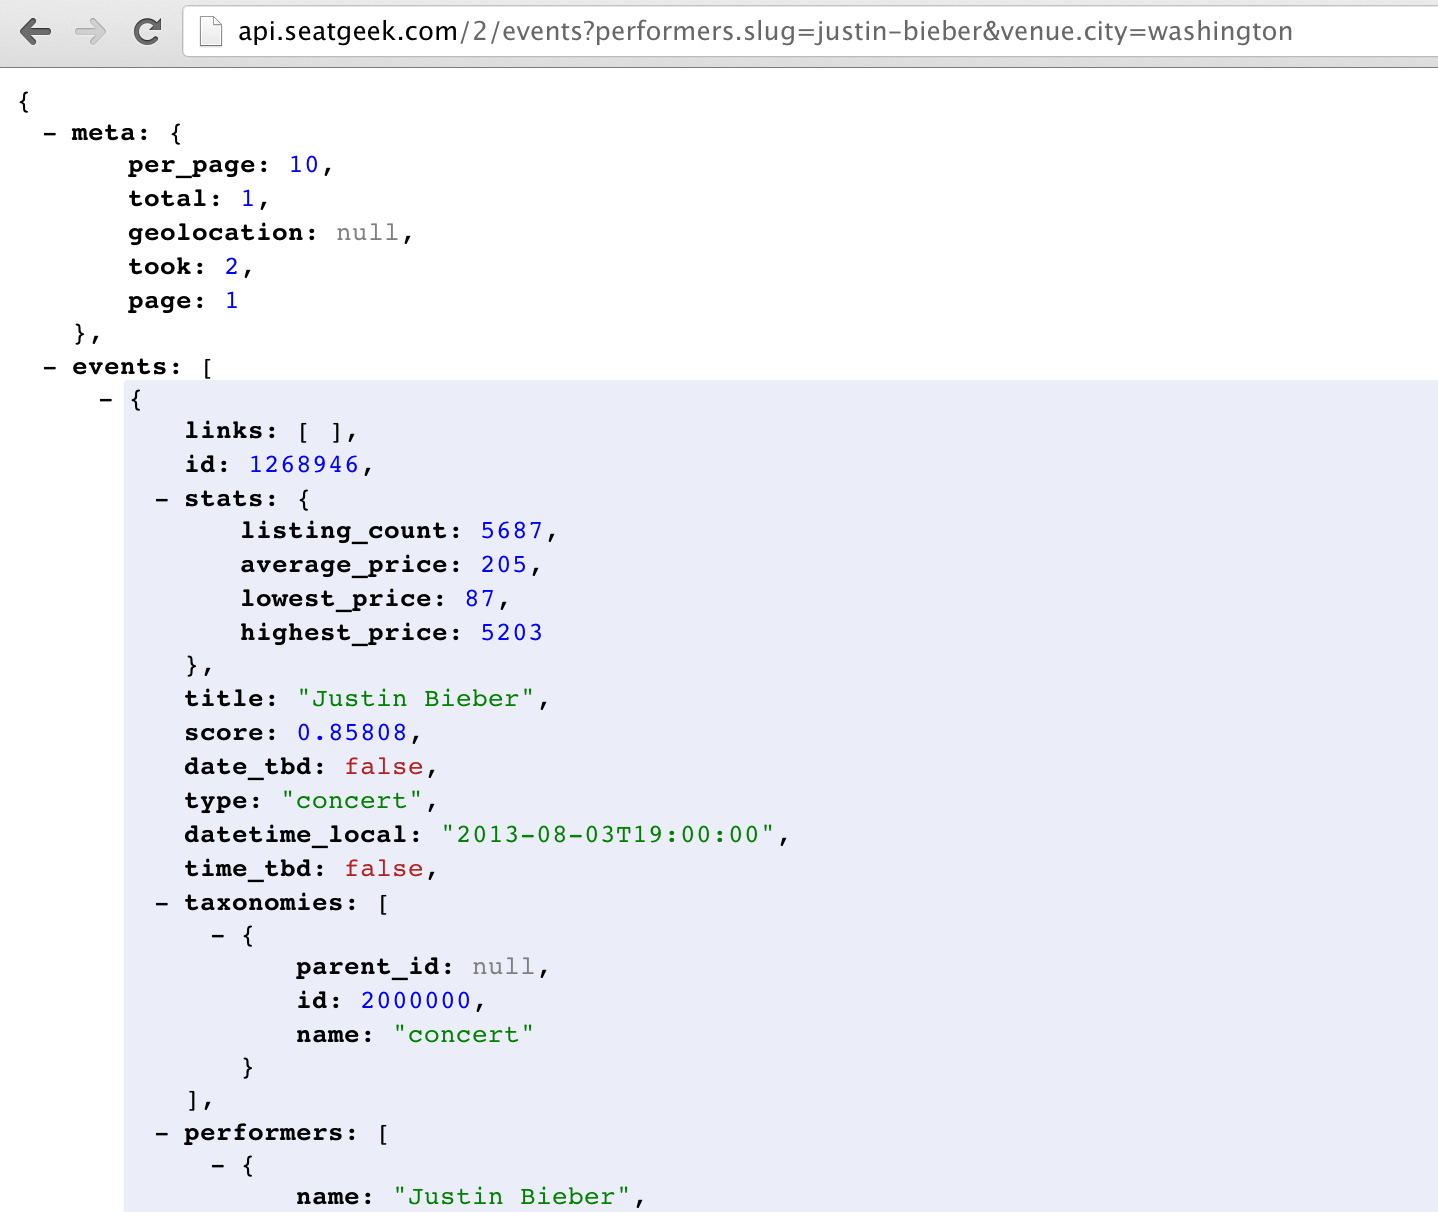 api.seatgeek.com/2/events?performers.slug=justin-bieber&venue.city=washington
{
- meta: {
per_page: 10,
total: 1,
geolocation: null,
took: 2,
page: 1
},
- events: [
- {
links: [ ],
id: 1268946,
- stats: {
listing_count: 5687,
average_price: 205,
lowest_price: 87,
highest_price: 5203
},
title: "Justin Bieber",
score: 0.85808,
date_tbd: false,
type: "concert",
datetime_local: "2013-08-03T19:00:00",
time_tbd: false,
- taxonomies: [
- {
parent_id: null,
id: 2000000,
name: "concert"
}
],
- performers: [
- {
name: "Justin Bieber",